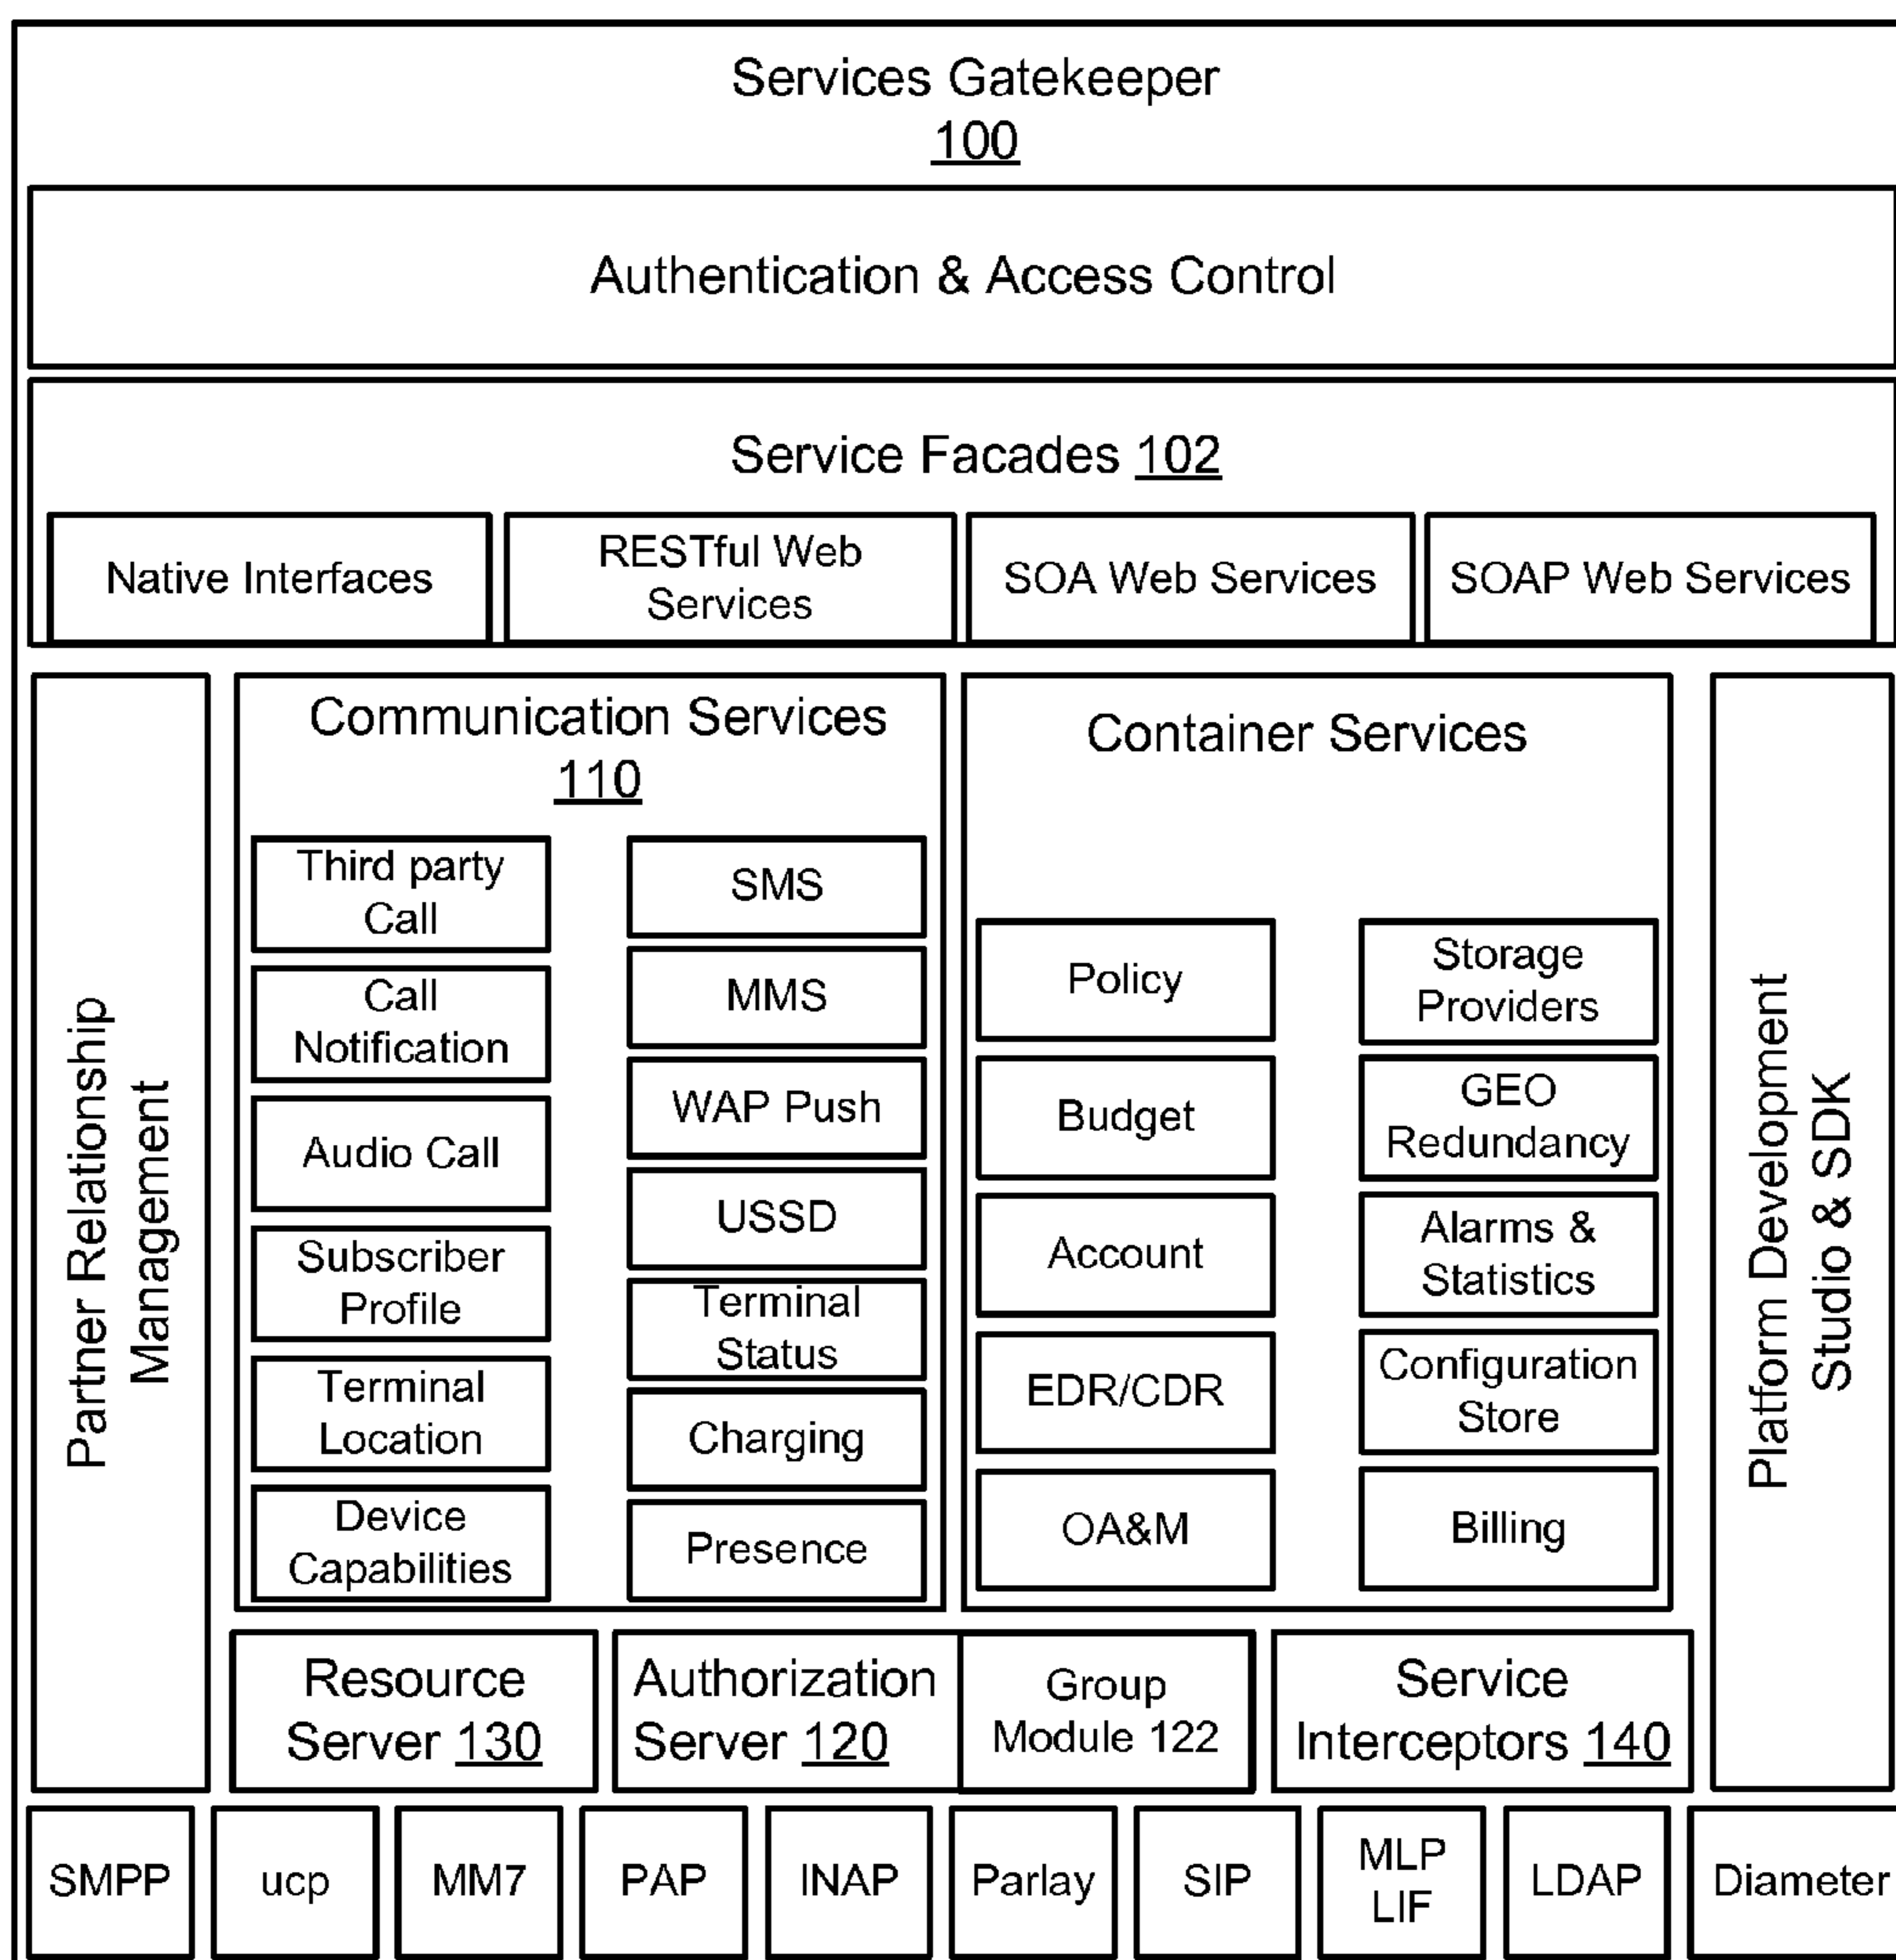 Services Gatekeeper
100
Authentication & Access Control
Service Facades 102
Native Interfaces
RESTful Web
Services
SOA Web Services
SOAP Web Services
Partner Relationship
Management
Communication Services
110
Third party
Call
Call
Notification
Audio Call
Subscriber
Profile
Terminal
Location
Device
Capabilities
SMS
MMS
WAP Push
USSD
Terminal
Status
Charging
Presence
Container Services
Policy
Budget
Account
EDR/CDR
OA&M
Storage
Providers
GEO
Redundancy
Alarms &
Statistics
Configuration
Store
Billing
Platform Development
Studio & SDK
Resource
Server 130
Authorization
Server 120
Group
Module 122
Service
Interceptors 140
SMPP
ucp
MM7
PAP
INAP
Parlay
SIP
MLP
LIF
LDAP
Diameter